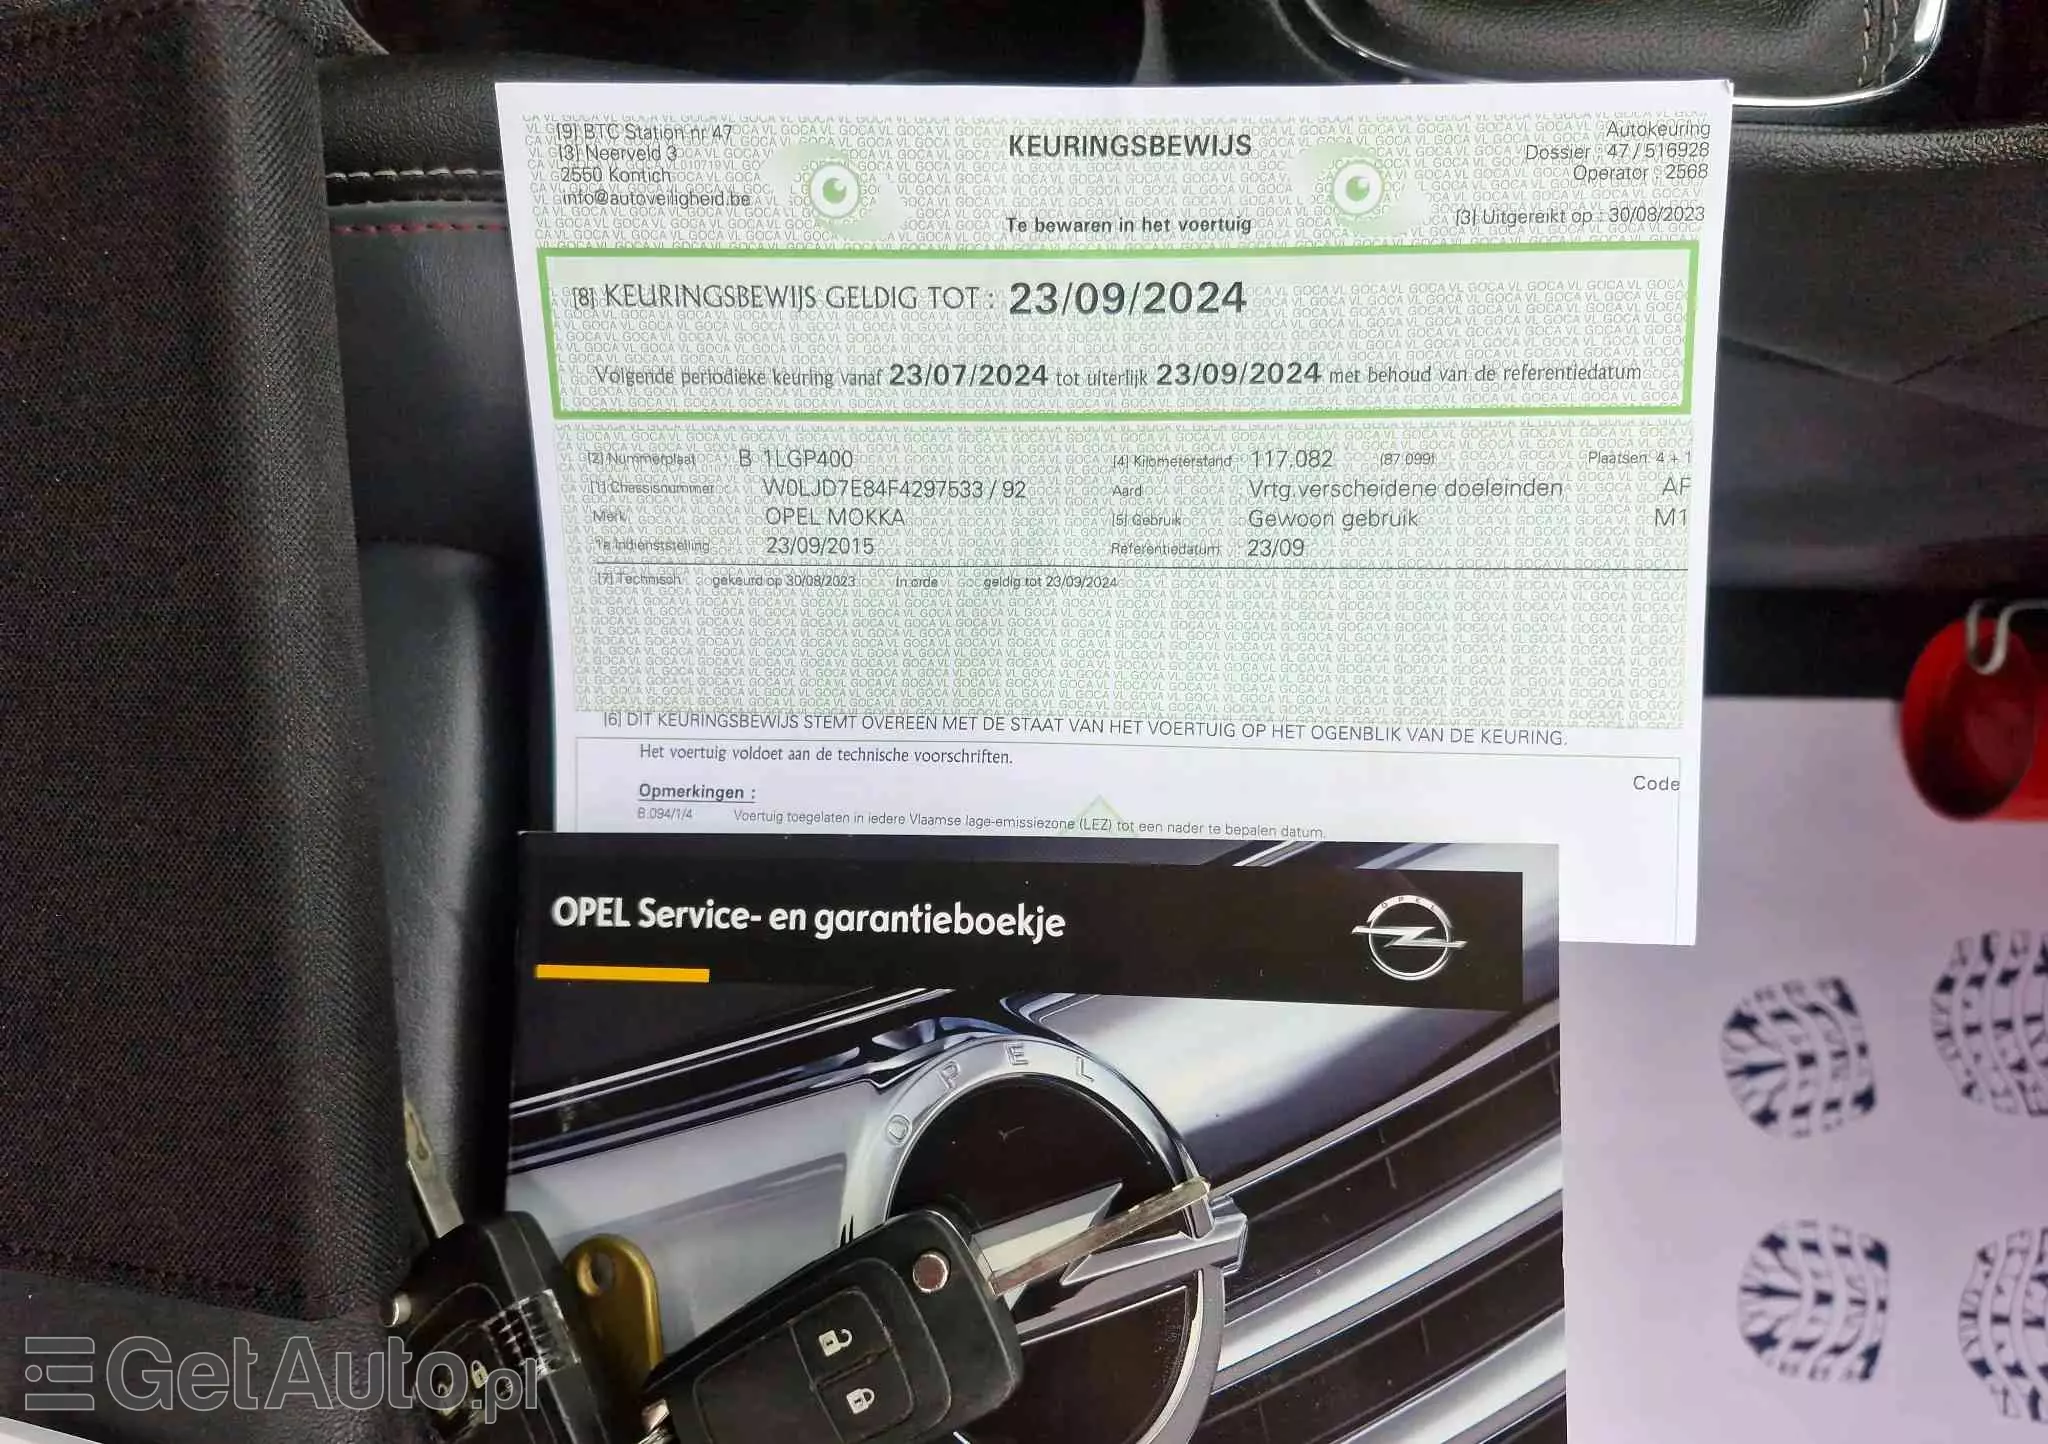 [9] BTC Station nr 47
[3] Neerveld 3
2550 Kontich
info@autoveiligheid.be
KEURINGSBEWIJS
Te bewaren in het voertuig
Autokeuring
Dossier : 47 / 516928
Operator : 2568
[3] Uitgereikt op : 30/08/2023
[8] KEURINGSBEWIJS GELDIG TOT : 23/09/2024
Volgende periodieke keuring vanaf 23/07/2024 tot uiterlijk 23/09/2024 met behoud van de referentiedatum
[2] Nummerplaat : B 1LGP400 [4] Kilometerstand : 117.082 (87.099) Plaatsen: 4 + 1
[1] Chassisnummer : W0LJD7E84F4297533 / 92 Aard : Vrtg.verscheidene doeleinden AF
Merk OPEL MOKKA [5] Gebruik : Gewoon gebruik M1
1e Indienststelling 23/09/2015 Referentiedatum : 23/09
[7] Technisch gekeurd op 30/08/2023 In orde geldig tot 23/09/2024
[6] DIT KEURINGSBEWIJS STEMT OVEREEN MET DE STAAT VAN HET VOERTUIG OP HET OGENBLIK VAN DE KEURING.
Het voertuig voldoet aan de technische voorschriften.
Code
Opmerkingen :
B.094/1/4 Voertuig toegelaten in iedere Vlaamse lage-emissiezone (LEZ) tot een nader te bepalen datum.
OPEL Service- en garantieboekje
OPEL
OPEL
GetAuto.pl